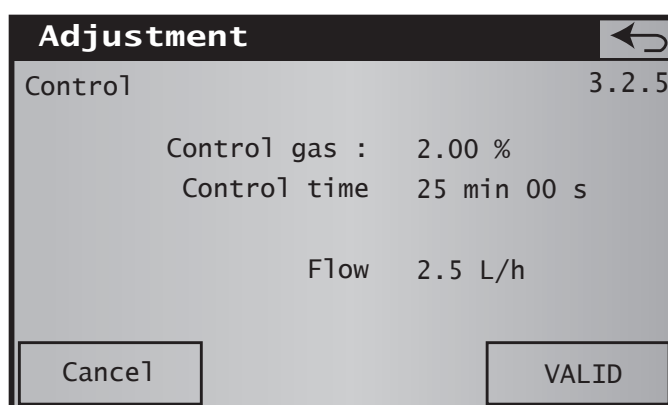 Adjustment
Control 3.2.5
Control gas : 2.00 %
Control time 25 min 00 s
Flow 2.5 L/h
Cancel VALID